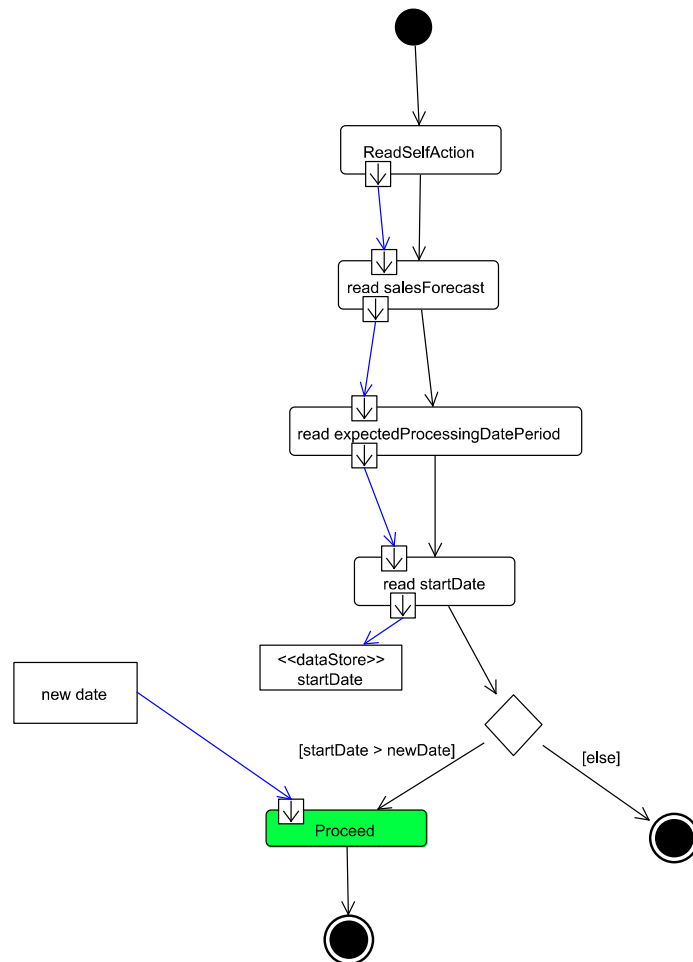 ReadSelfAction
read salesForecast
read expectedProcessingDatePeriod
read startDate
<<dataStore>>
startDate
new date
[startDate > newDate]
[else]
Proceed